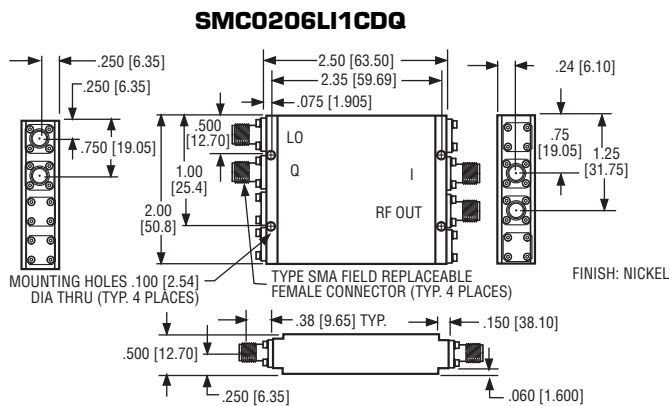 SMC0206LI1CDQ
.250 [6.35]
.250 [6.35]
.750 [19.05]
2.50 [63.50]
2.35 [59.69]
.075 [1.905]
.500
[12.70]
1.00
[25.4]
2.00
[50.8]
LO
Q
I
RF OUT
.24 [6.10]
.75
[19.05]
1.25
[31.75]
MOUNTING HOLES .100 [2.54]
DIA THRU (TYP. 4 PLACES)
TYPE SMA FIELD REPLACEABLE
FEMALE CONNECTOR (TYP. 4 PLACES)
FINISH: NICKEL
.38 [9.65] TYP.
.150 [38.10]
.500 [12.70]
.250 [6.35]
.060 [1.600]